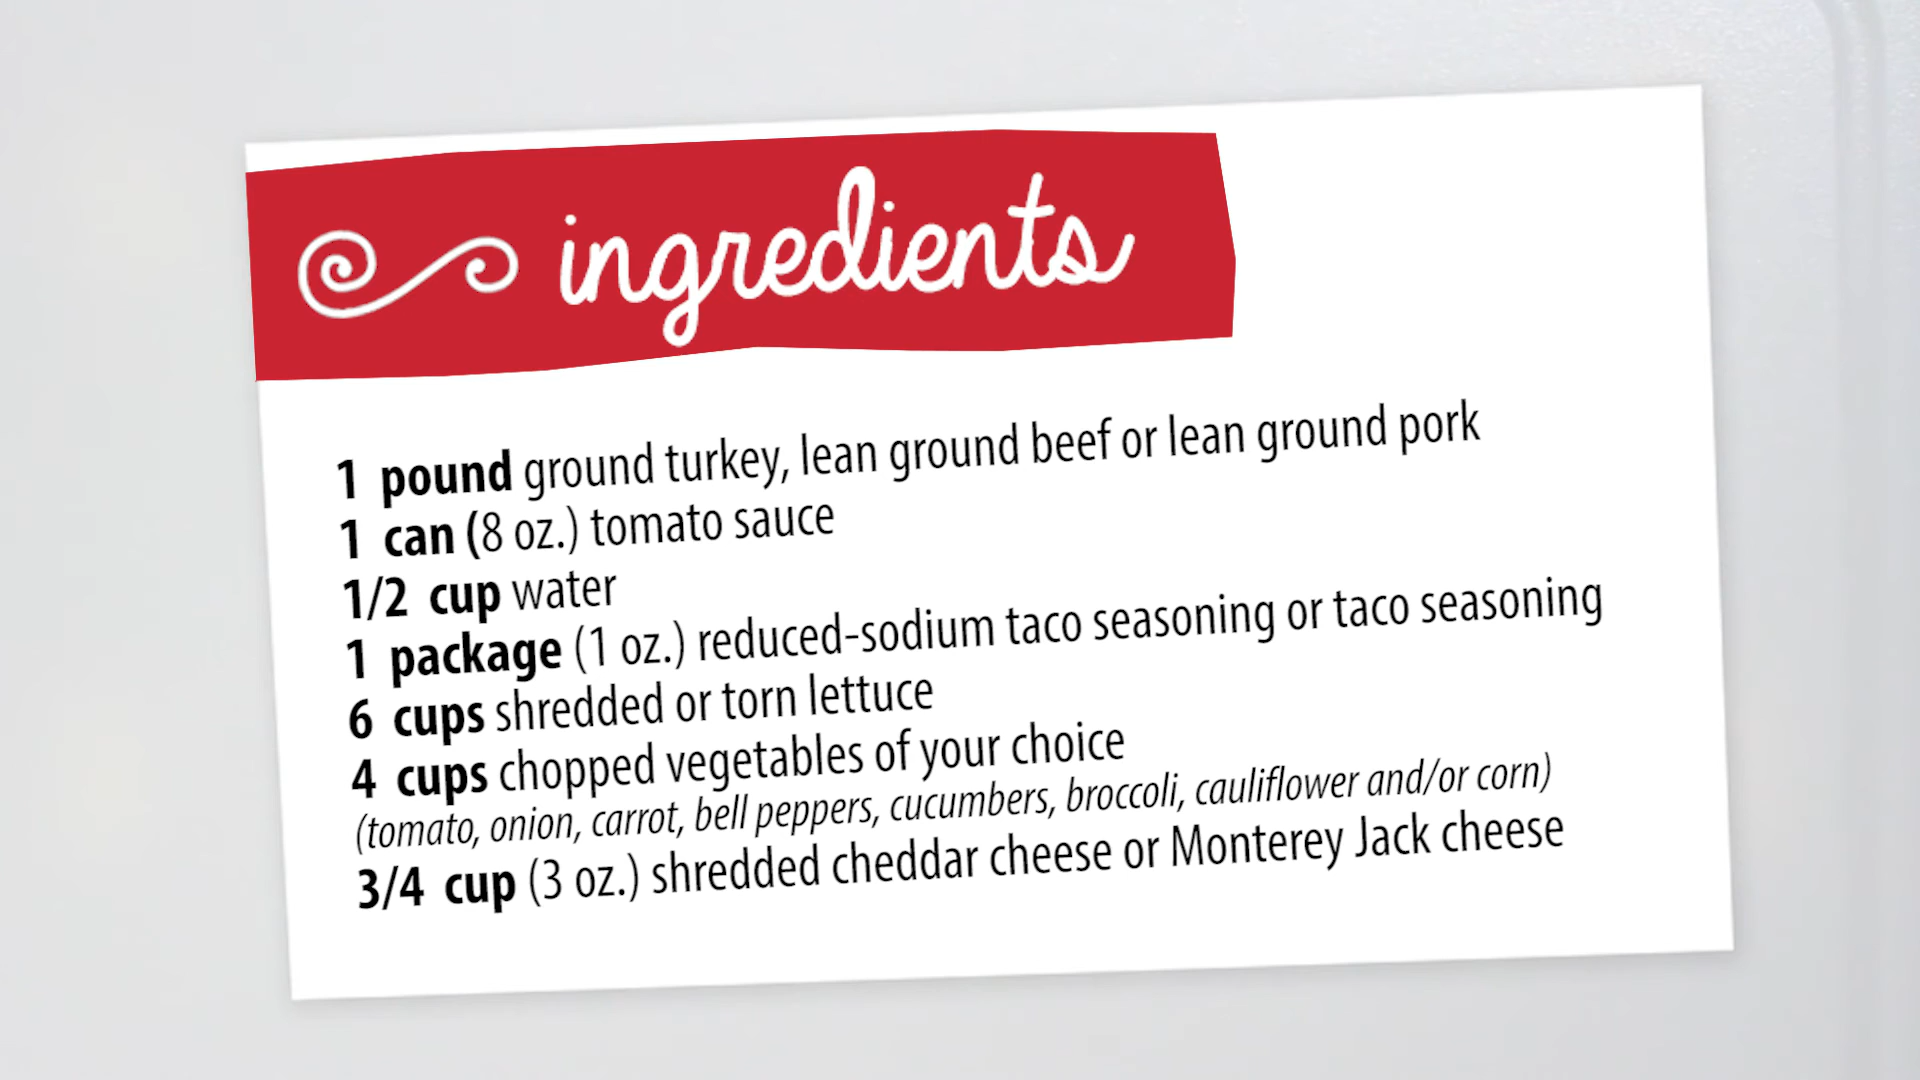 ingredients
1 pound ground turkey, lean ground beef or lean ground pork
1 can (8 oz.) tomato sauce
1/2 cup water
1 package (1 oz.) reduced-sodium taco seasoning or taco seasoning
6 cups shredded or torn lettuce
4 cups chopped vegetables of your choice
(tomato, onion, carrot, bell peppers, cucumbers, broccoli, cauliflower and/or corn)
3/4 cup (3 oz.) shredded cheddar cheese or Monterey Jack cheese